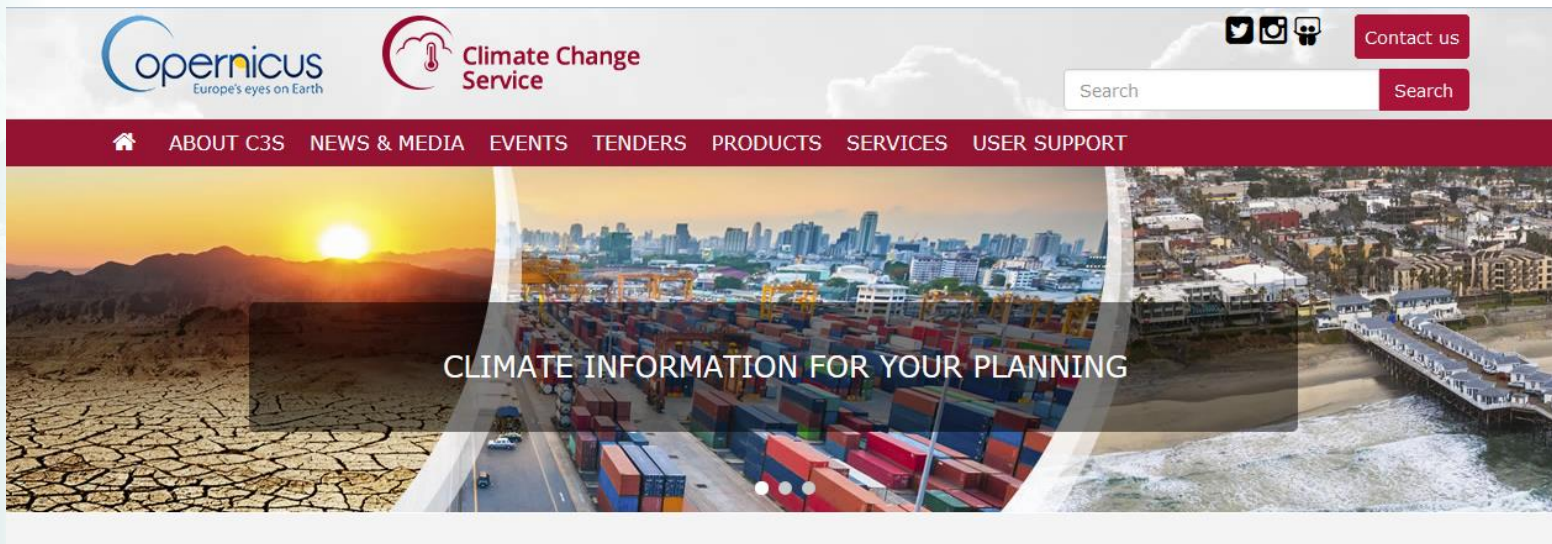 Copernicus
Europe's eyes on Earth
Climate Change
Service
Contact us
Search
Search
ABOUT C3S NEWS & MEDIA EVENTS TENDERS PRODUCTS SERVICES USER SUPPORT
CLIMATE INFORMATION FOR YOUR PLANNING